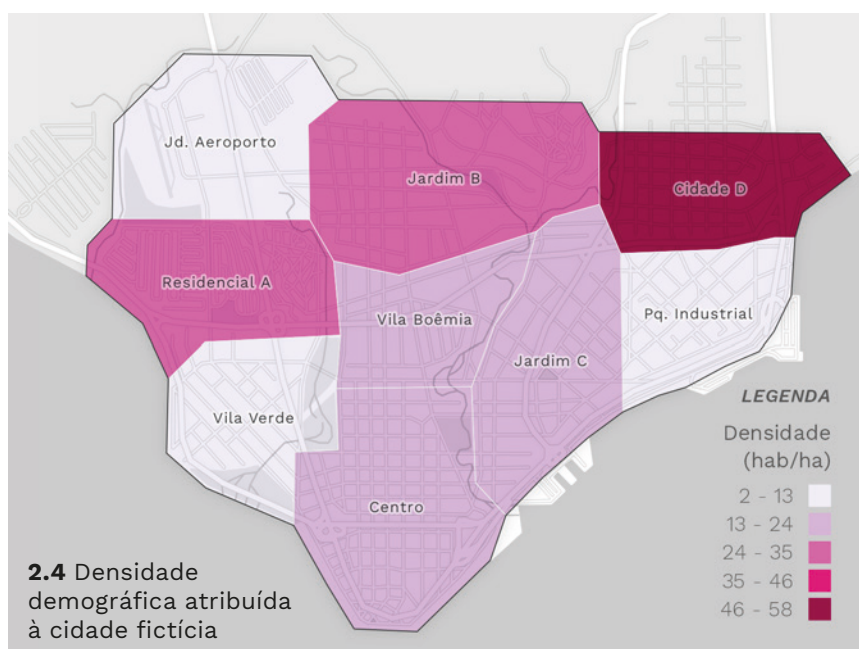 Jd. Aeroporto
Jardim B
Cidade D
Residencial A
Vila Boêmia
Pq. Industrial
Jardim C
Vila Verde
Centro
LEGENDA
Densidade
(hab/ha)
2 - 13
13 - 24
24 - 35
35 - 46
46 - 58
2.4 Densidade
demográfica atribuída
à cidade fictícia